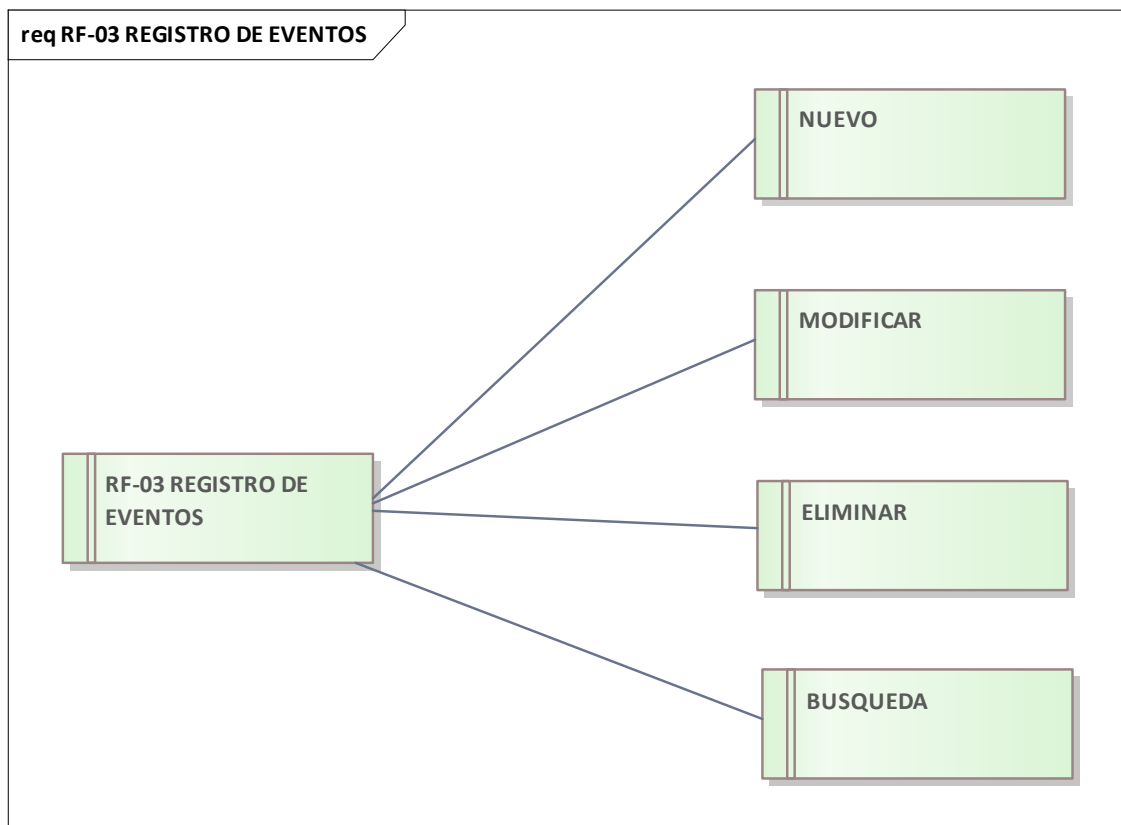 req RF-03 REGISTRO DE EVENTOS
NUEVO
MODIFICAR
RF-03 REGISTRO DE
EVENTOS
ELIMINAR
BUSQUEDA